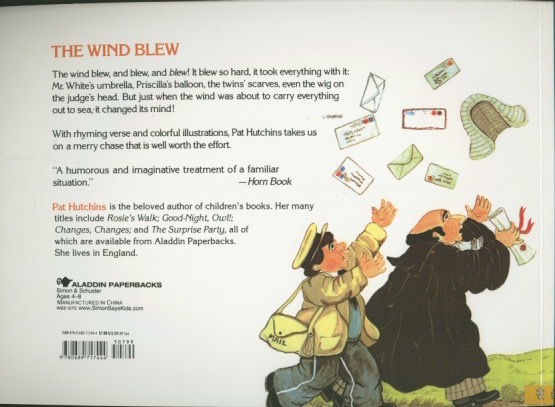 THE WIND BLEW
The wind blew, and blew, and blew! It blew so hard, it took everything with it:
Mr. White's umbrella, Priscilla's balloon, the twins' scarves, even the wig on
the judge's head. But just when the wind was about to carry everything
out to sea, it changed its mind!
With rhyming verse and colorful illustrations, Pat Hutchins takes us
on a merry chase that is well worth the effort.
"A humorous and imaginative treatment of a familiar
situation."
—Horn Book
Pat Hutchins is the beloved author of children's books. Her many
titles include Rosie's Walk; Good-Night, Owl!;
Changes, Changes; and The Surprise Party, all of
which are available from Aladdin Paperbacks.
She lives in England.
ALADDIN PAPERBACKS
Simon & Schuster
Ages 4–8
MANUFACTURED IN CHINA
WEB SITE www.SimonSaysKids.com
50799
9 780689 717444
MAIL